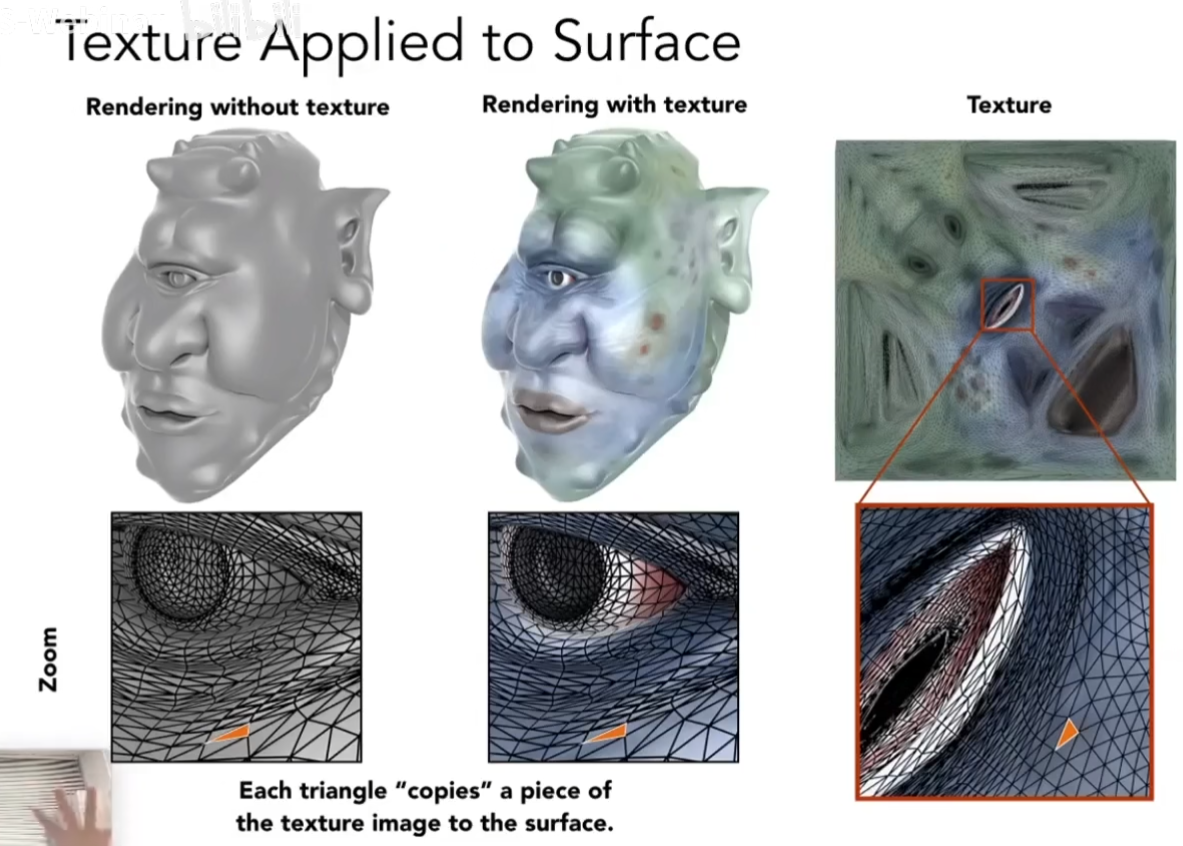 Texture Applied to Surface
Rendering without texture
Rendering with texture
Texture
Zoom
Each triangle “copies” a piece of
the texture image to the surface.
bilibili